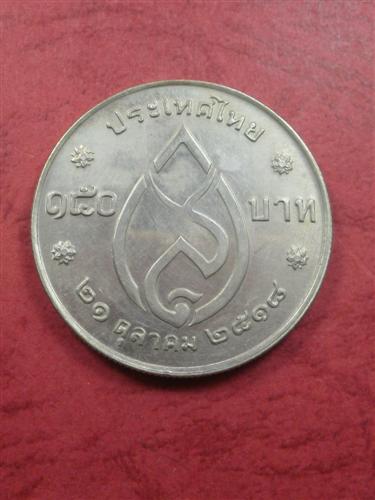 ประเทศไทย
๑๕๐ บาท
๒๑ ตุลาคม ๒๕๑๘